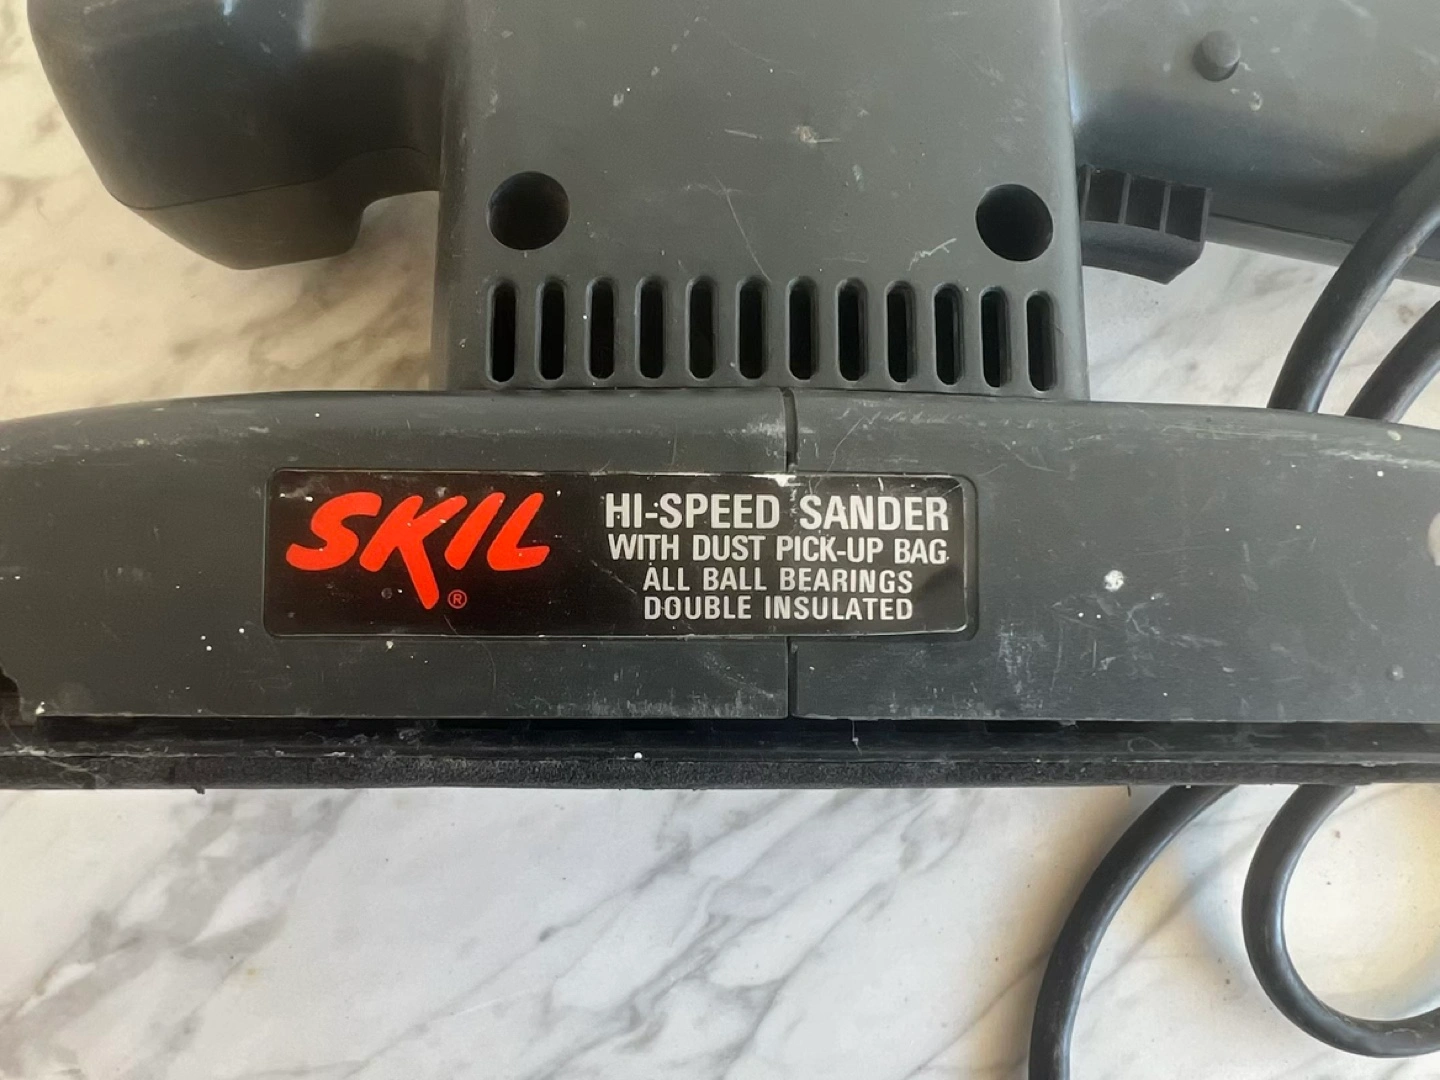 SKIL
®
HI-SPEED SANDER
WITH DUST PICK-UP BAG
ALL BALL BEARINGS
DOUBLE INSULATED